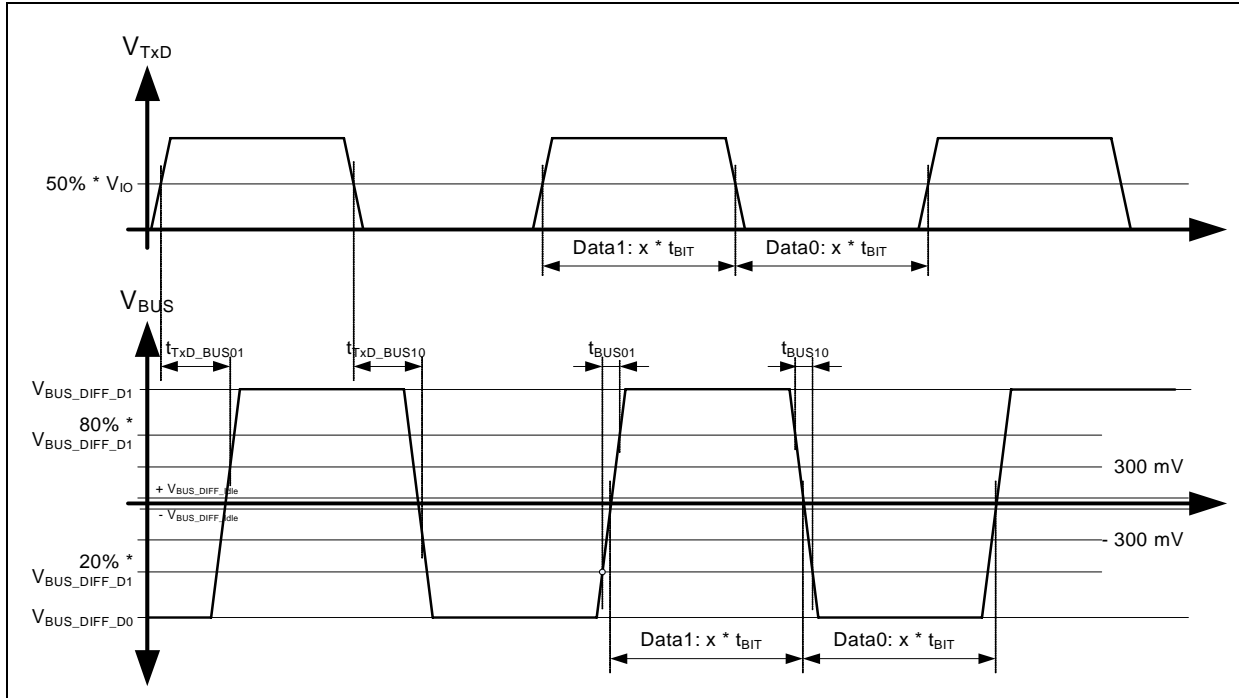 V_TxD
50% * V_IO
Data1: x * t_BIT
Data0: x * t_BIT
V_BUS
t_TxD_BUS01
t_TxD_BUS10
t_BUS01
t_BUS10
V_BUS_DIFF_D1
80% *
V_BUS_DIFF_D1
300 mV
+ V_BUS_DIFF_Idle
- V_BUS_DIFF_Idle
- 300 mV
20% *
V_BUS_DIFF_D1
V_BUS_DIFF_D0
Data1: x * t_BIT
Data0: x * t_BIT